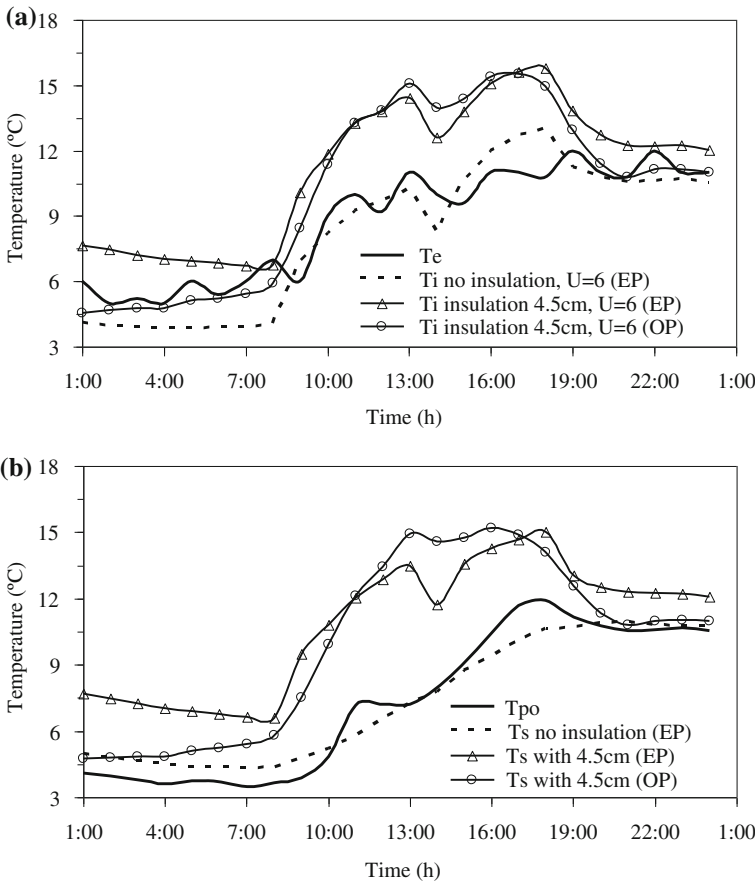 (a)
18
15
12
9
6
3
Temperature (ºC)
Te
Ti no insulation, U=6 (EP)
Ti insulation 4.5cm, U=6 (EP)
Ti insulation 4.5cm, U=6 (OP)
1:00 4:00 7:00 10:00 13:00 16:00 19:00 22:00 1:00
Time (h)
(b)
18
15
12
9
6
3
Temperature (ºC)
Tpo
Ts no insulation (EP)
Ts with 4.5cm (EP)
Ts with 4.5cm (OP)
1:00 4:00 7:00 10:00 13:00 16:00 19:00 22:00 1:00
Time (h)